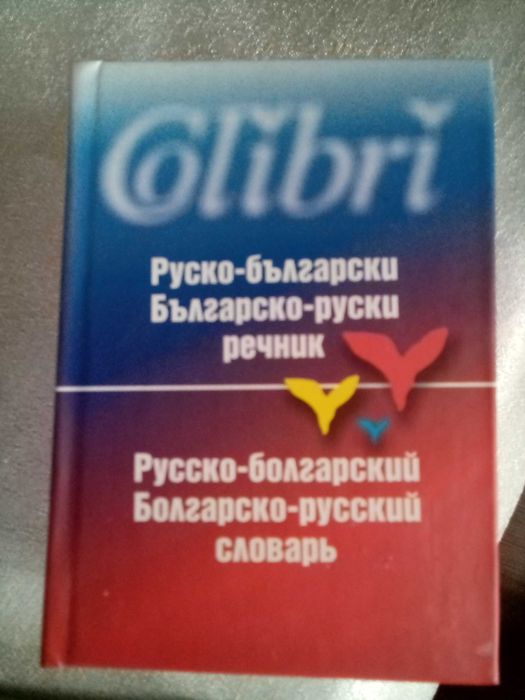 Colibri
Руско-български
Българско-руски
речник
Русско-болгарский
Болгарско-русский
словарь